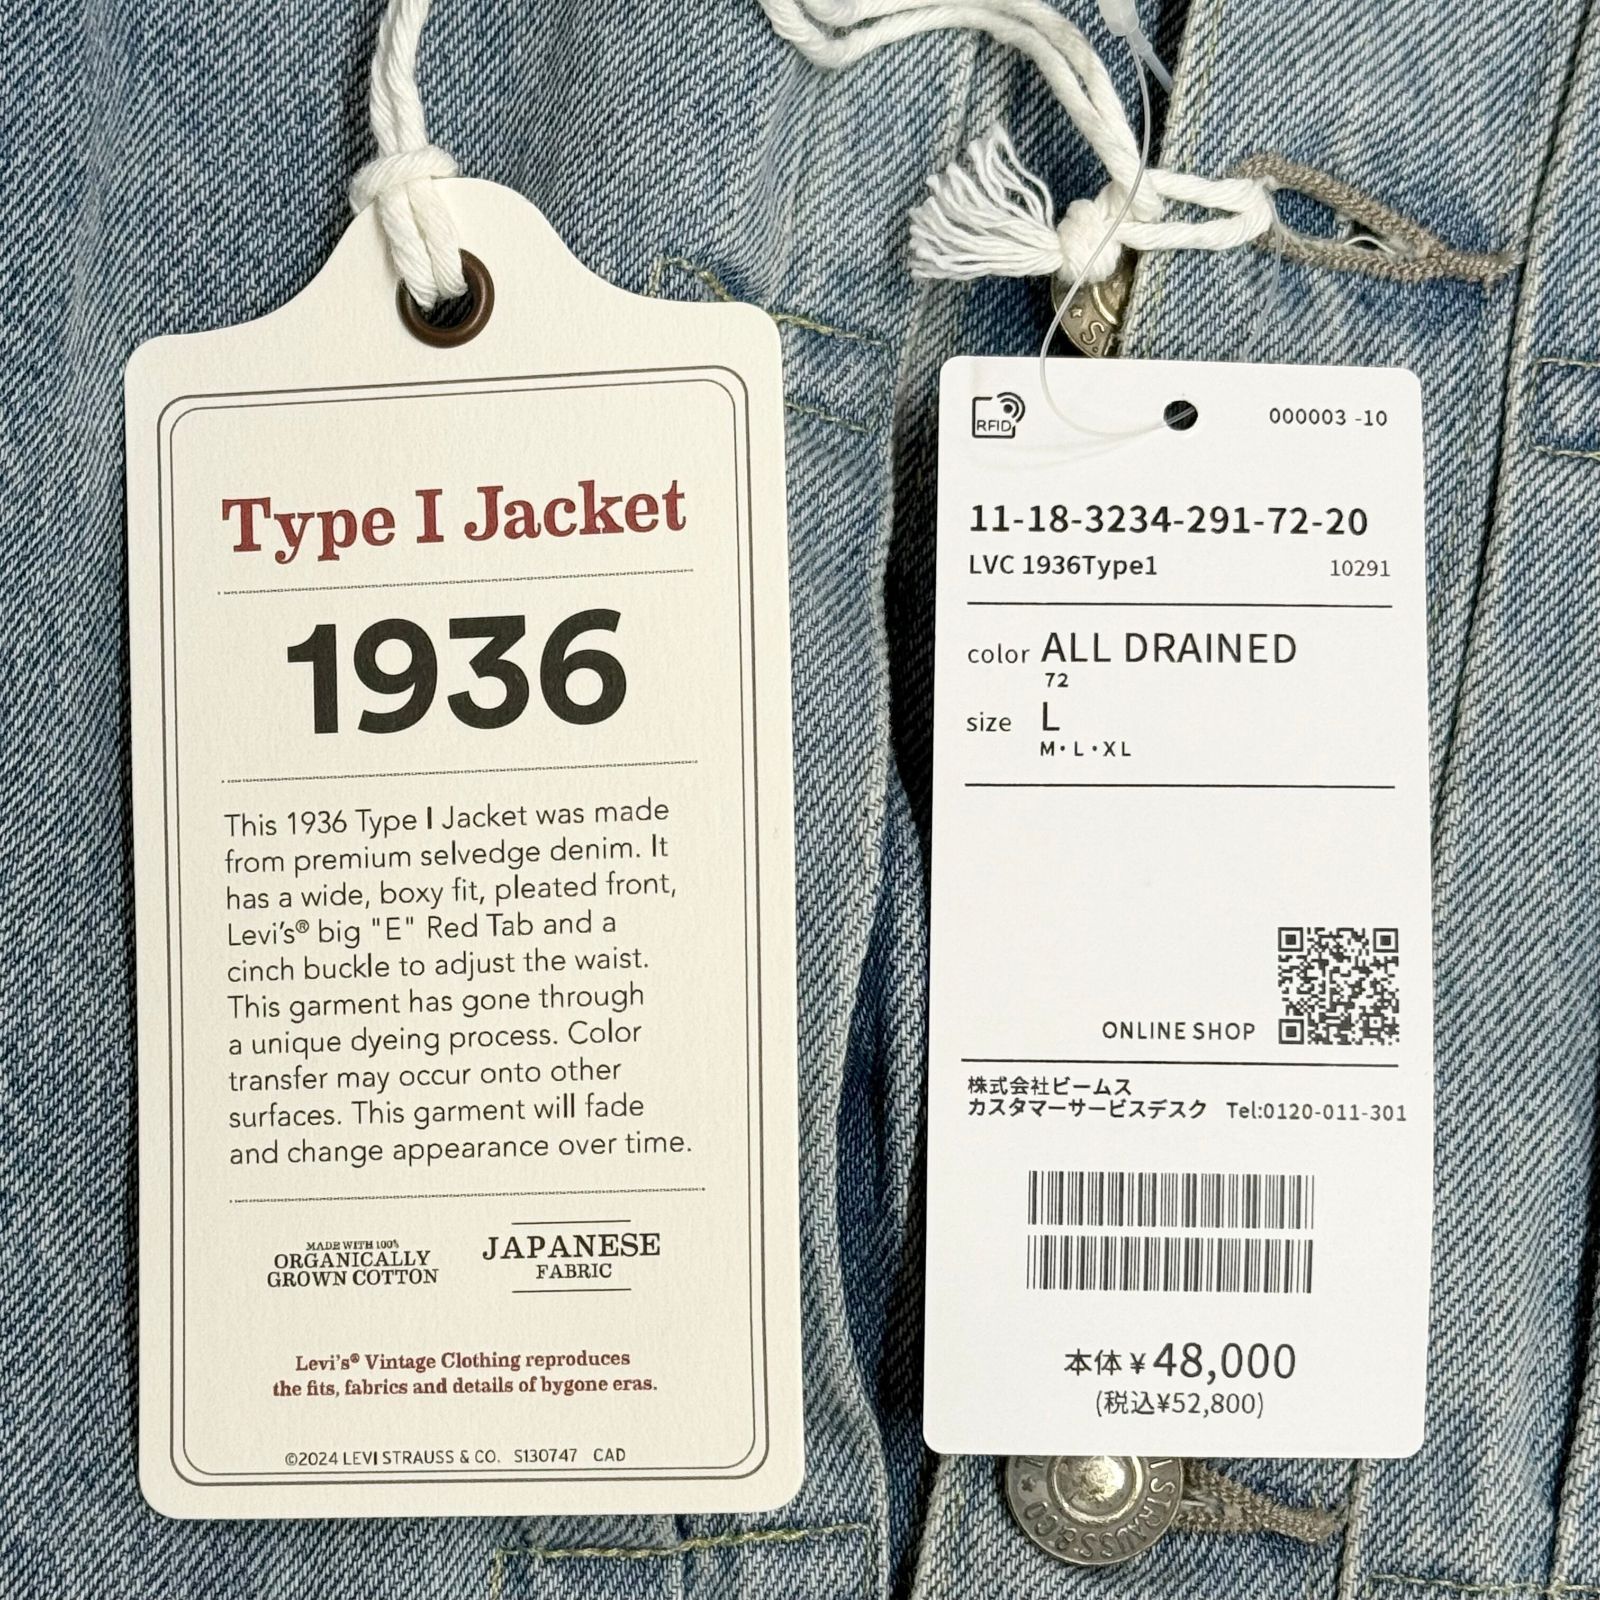 Type I Jacket
1936
This 1936 Type I Jacket was made
from premium selvedge denim. It
has a wide, boxy fit, pleated front,
Levi's® big "E" Red Tab and a
cinch buckle to adjust the waist.
This garment has gone through
a unique dyeing process. Color
transfer may occur onto other
surfaces. This garment will fade
and change appearance over time.
MADE WITH 100%
ORGANICALLY
GROWN COTTON
JAPANESE
FABRIC
Levi's® Vintage Clothing reproduces
the fits, fabrics and details of bygone eras.
©2024 LEVI STRAUSS & CO. S130747 CAD
RFID
000003 -10
11-18-3234-291-72-20
LVC 1936Type1 10291
color ALL DRAINED
72
size L
M・L・XL
ONLINE SHOP
株式会社ビームス
カスタマーサービスデスク Tel:0120-011-301
本体¥48,000
(税込¥52,800)
S.
STRAUSS & CO